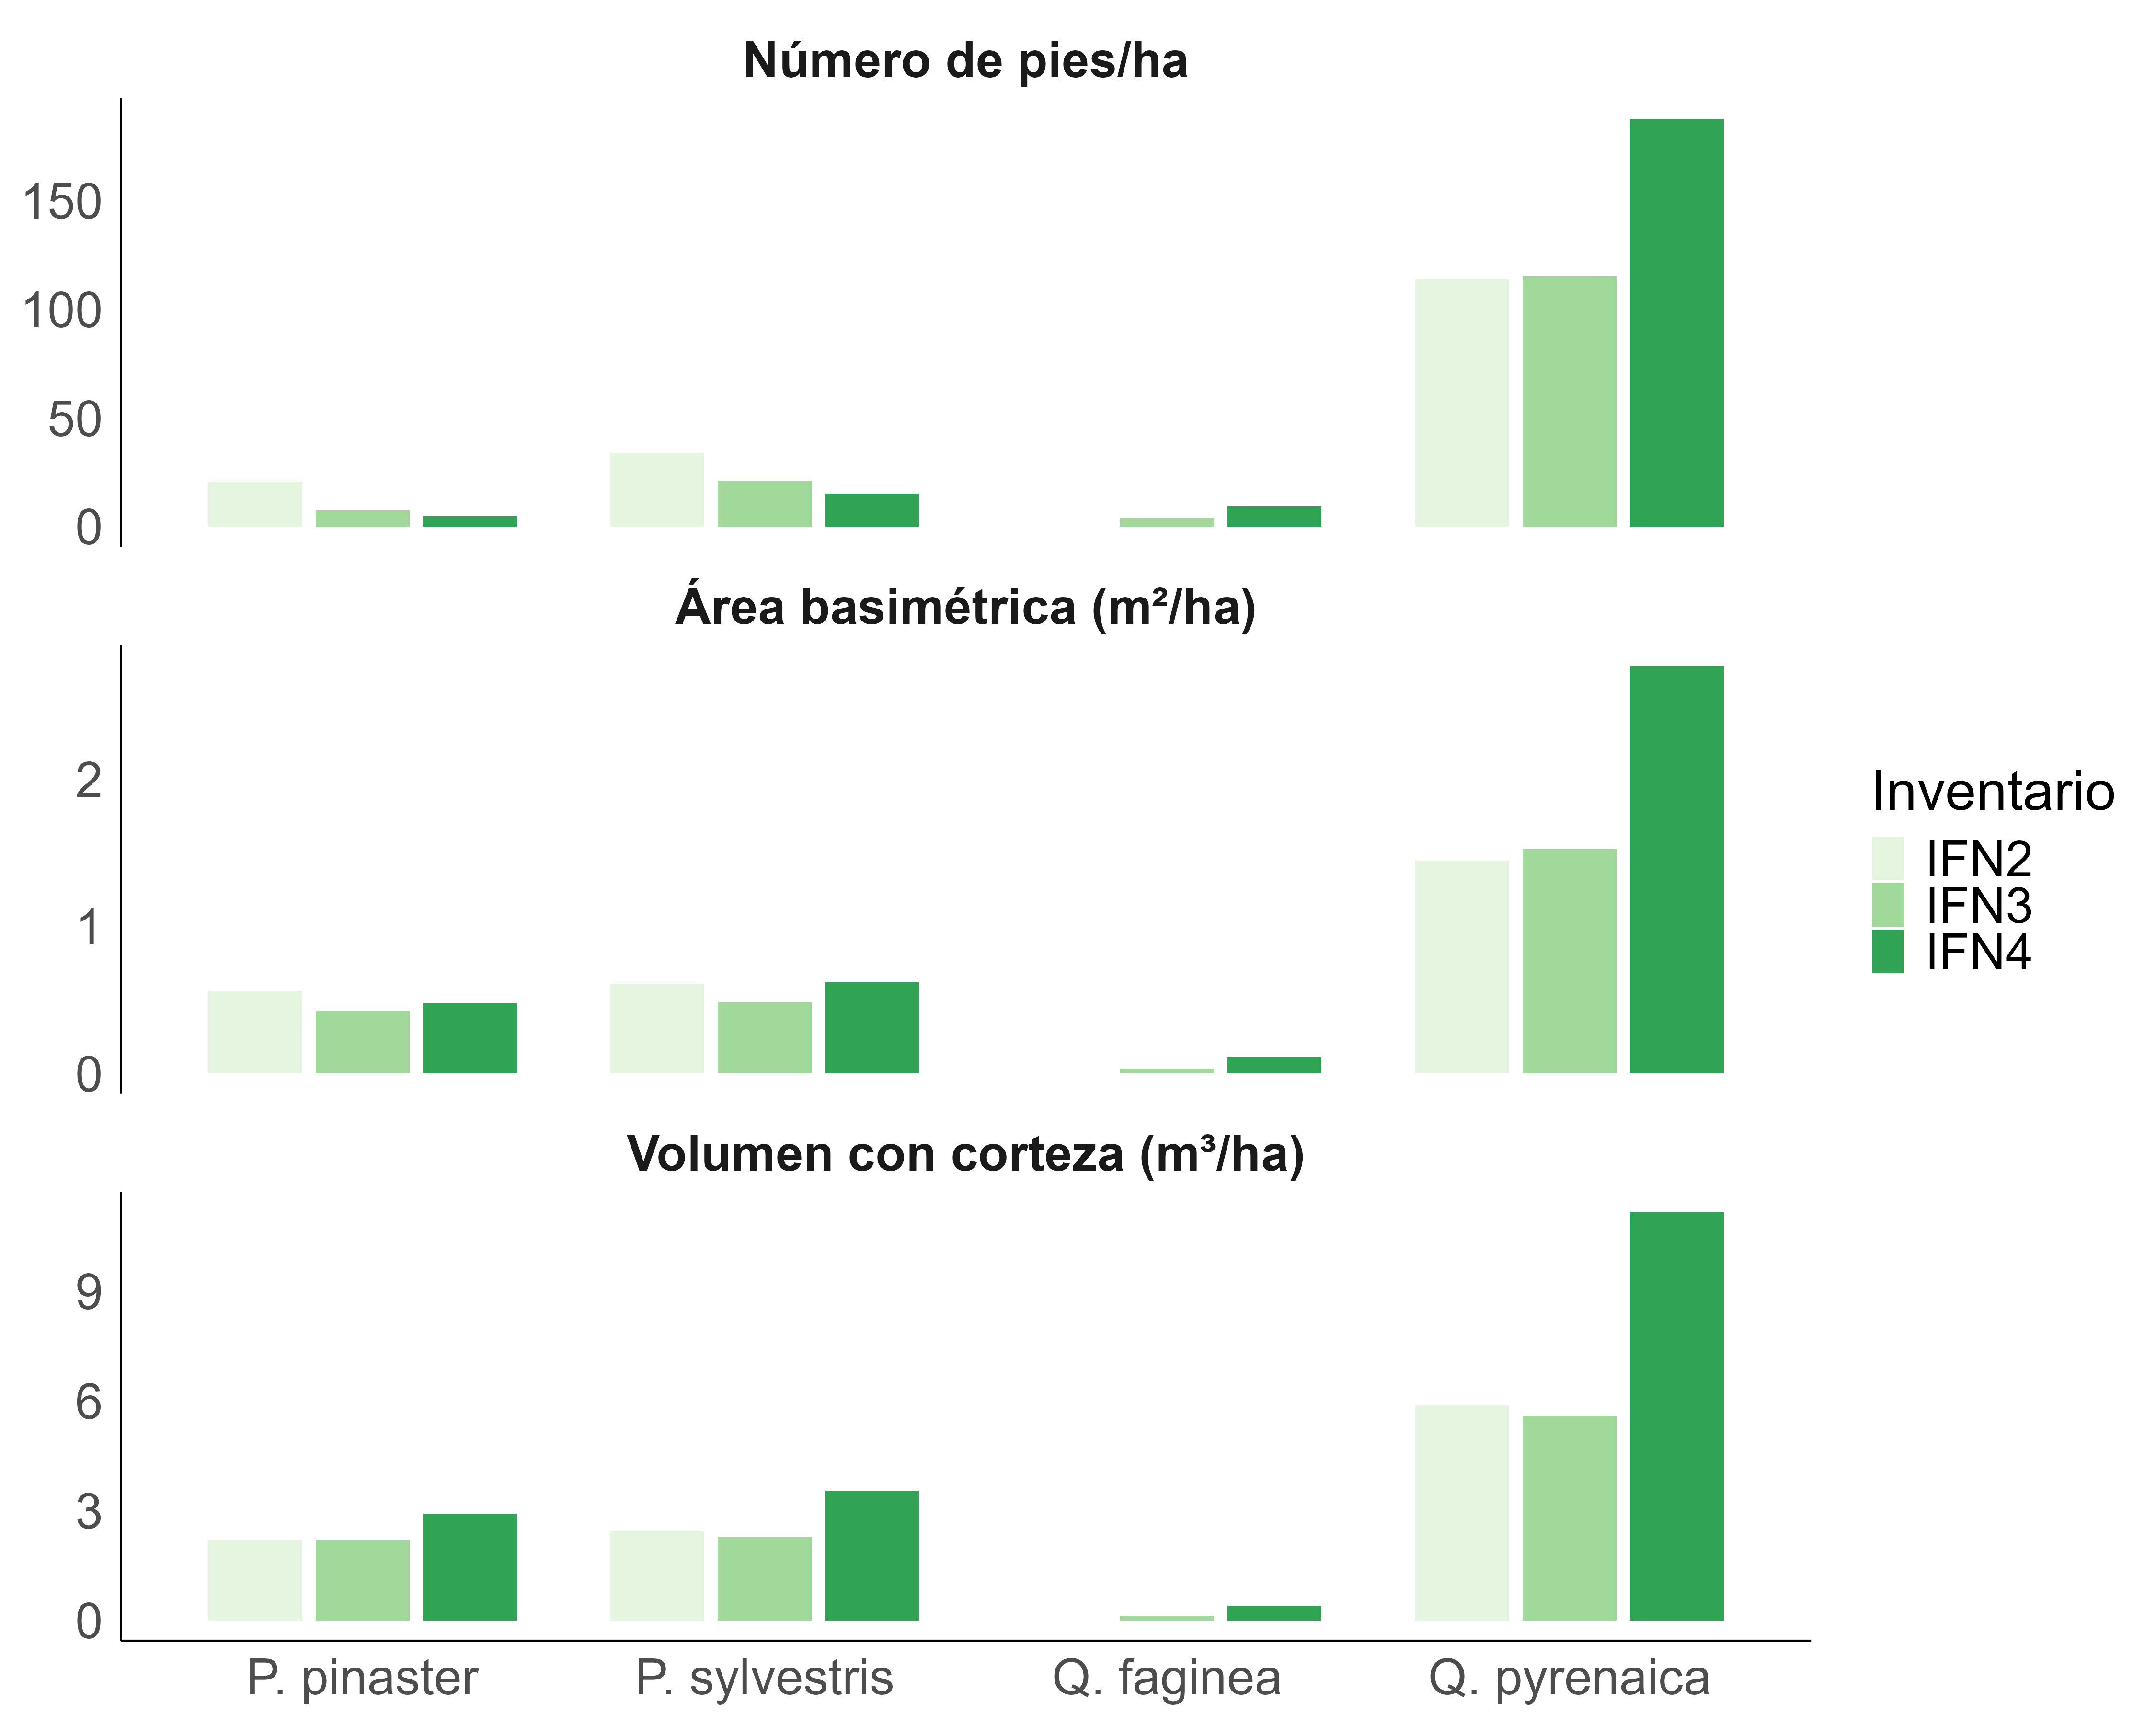 Número de pies/ha
150
100
50
0
Área basimétrica (m²/ha)
2
1
0
Volumen con corteza (m³/ha)
9
6
3
0
P. pinaster P. sylvestris Q. faginea Q. pyrenaica
Inventario
IFN2
IFN3
IFN4